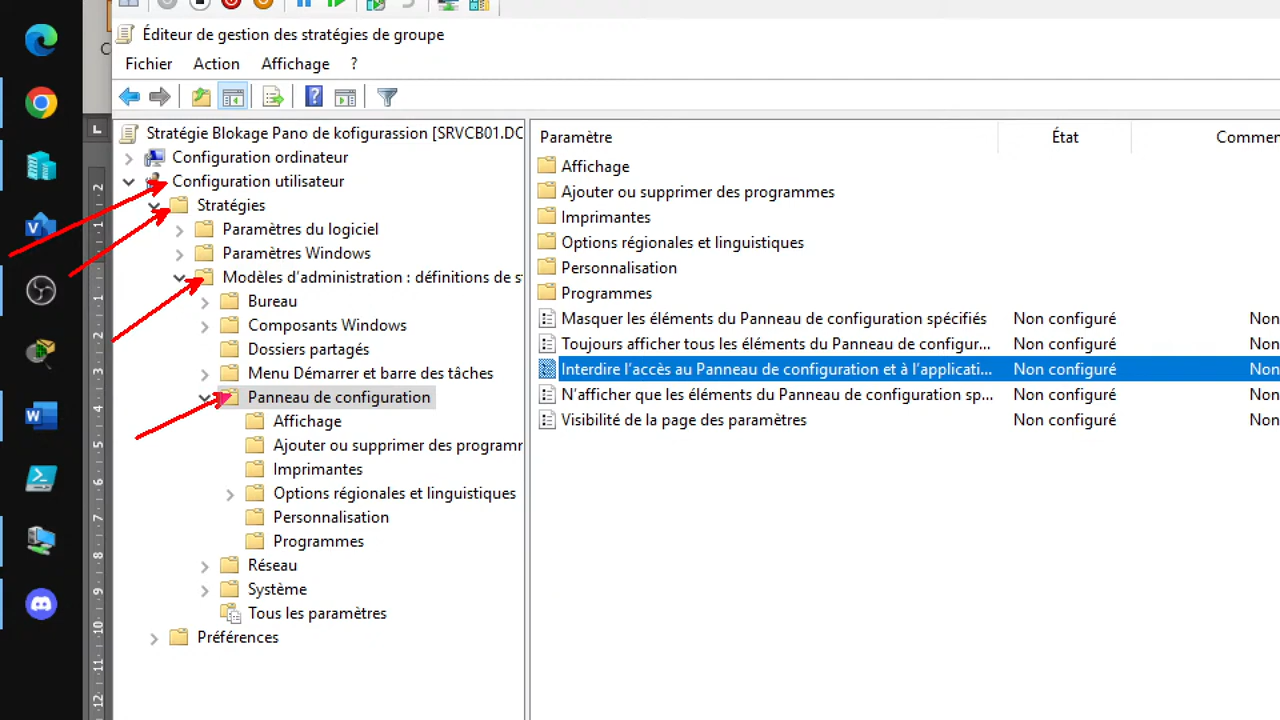 Éditeur de gestion des stratégies de groupe
Fichier Action Affichage ?
Stratégie Blokage Pano de kofigurassion [SRVCB01.DC
Configuration ordinateur
Configuration utilisateur
Stratégies
Paramètres du logiciel
Paramètres Windows
Modèles d'administration : définitions de st
Bureau
Composants Windows
Dossiers partagés
Menu Démarrer et barre des tâches
Panneau de configuration
Affichage
Ajouter ou supprimer des programm
Imprimantes
Options régionales et linguistiques
Personnalisation
Programmes
Réseau
Système
Tous les paramètres
Préférences
Paramètre État Commen
Affichage
Ajouter ou supprimer des programmes
Imprimantes
Options régionales et linguistiques
Personnalisation
Programmes
Masquer les éléments du Panneau de configuration spécifiés Non configuré Non
Toujours afficher tous les éléments du Panneau de configur... Non configuré Non
Interdire l'accès au Panneau de configuration et à l'applicati... Non configuré Non
N'afficher que les éléments du Panneau de configuration sp... Non configuré Non
Visibilité de la page des paramètres Non configuré Non